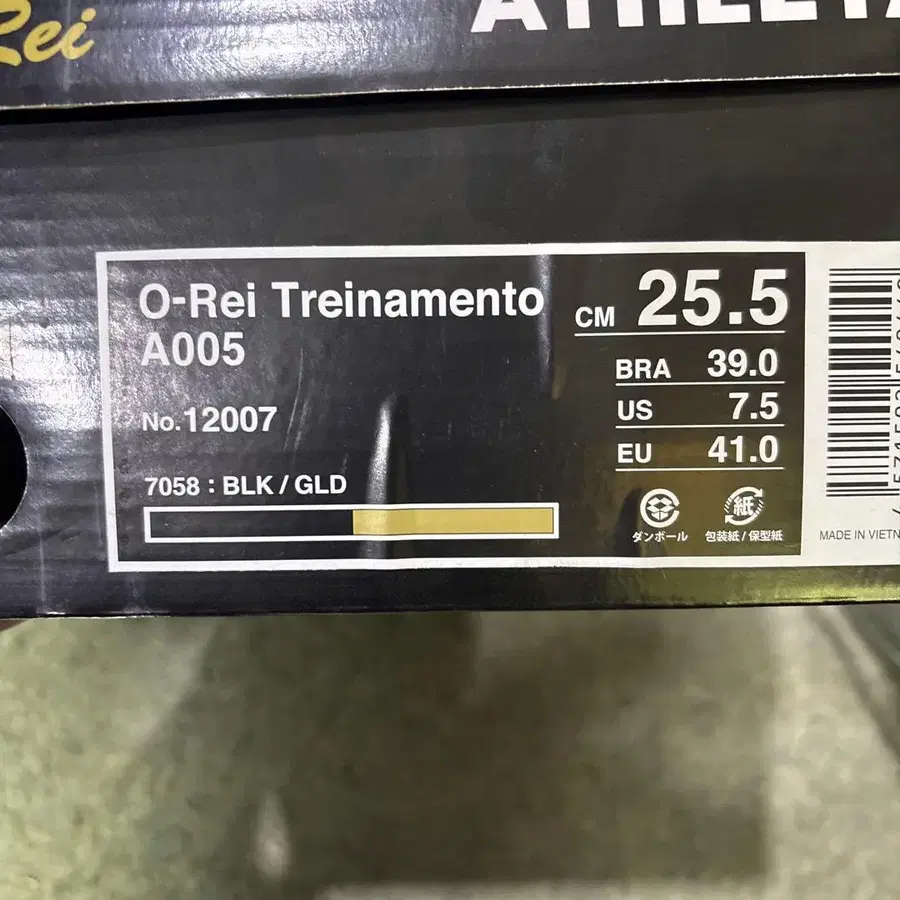 Rei
ATHLETA
O-Rei Treinamento
A005
No.12007
7058 : BLK / GLD
CM 25.5
BRA 39.0
US 7.5
EU 41.0
紙
ダンボール
包装紙 / 保型紙
MADE IN VIETN